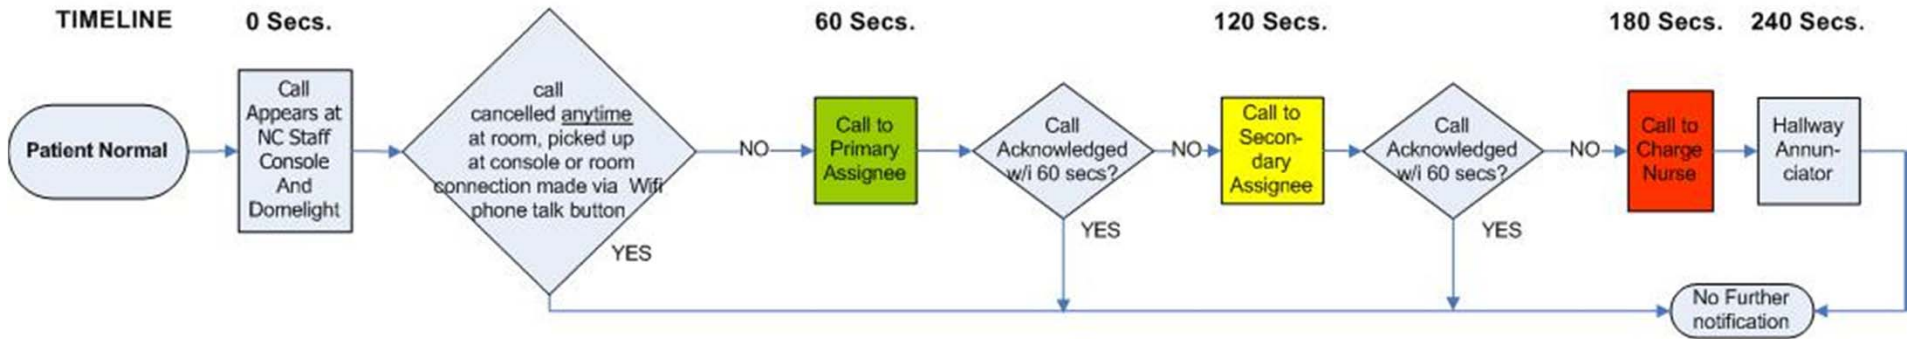 TIMELINE
0 Secs.
60 Secs.
120 Secs.
180 Secs.
240 Secs.
Patient Normal
Call
Appears at
NC Staff
Console
And
Domelight
call
cancelled anytime
at room, picked up
at console or room
connection made via Wifi
phone talk button
YES
NO
Call to
Primary
Assignee
Call
Acknowledged
w/i 60 secs?
YES
NO
Call to
Secon-
dary
Assignee
Call
Acknowledged
w/i 60 secs?
YES
NO
Call to
Charge
Nurse
Hallway
Annun-
ciator
No Further
notification